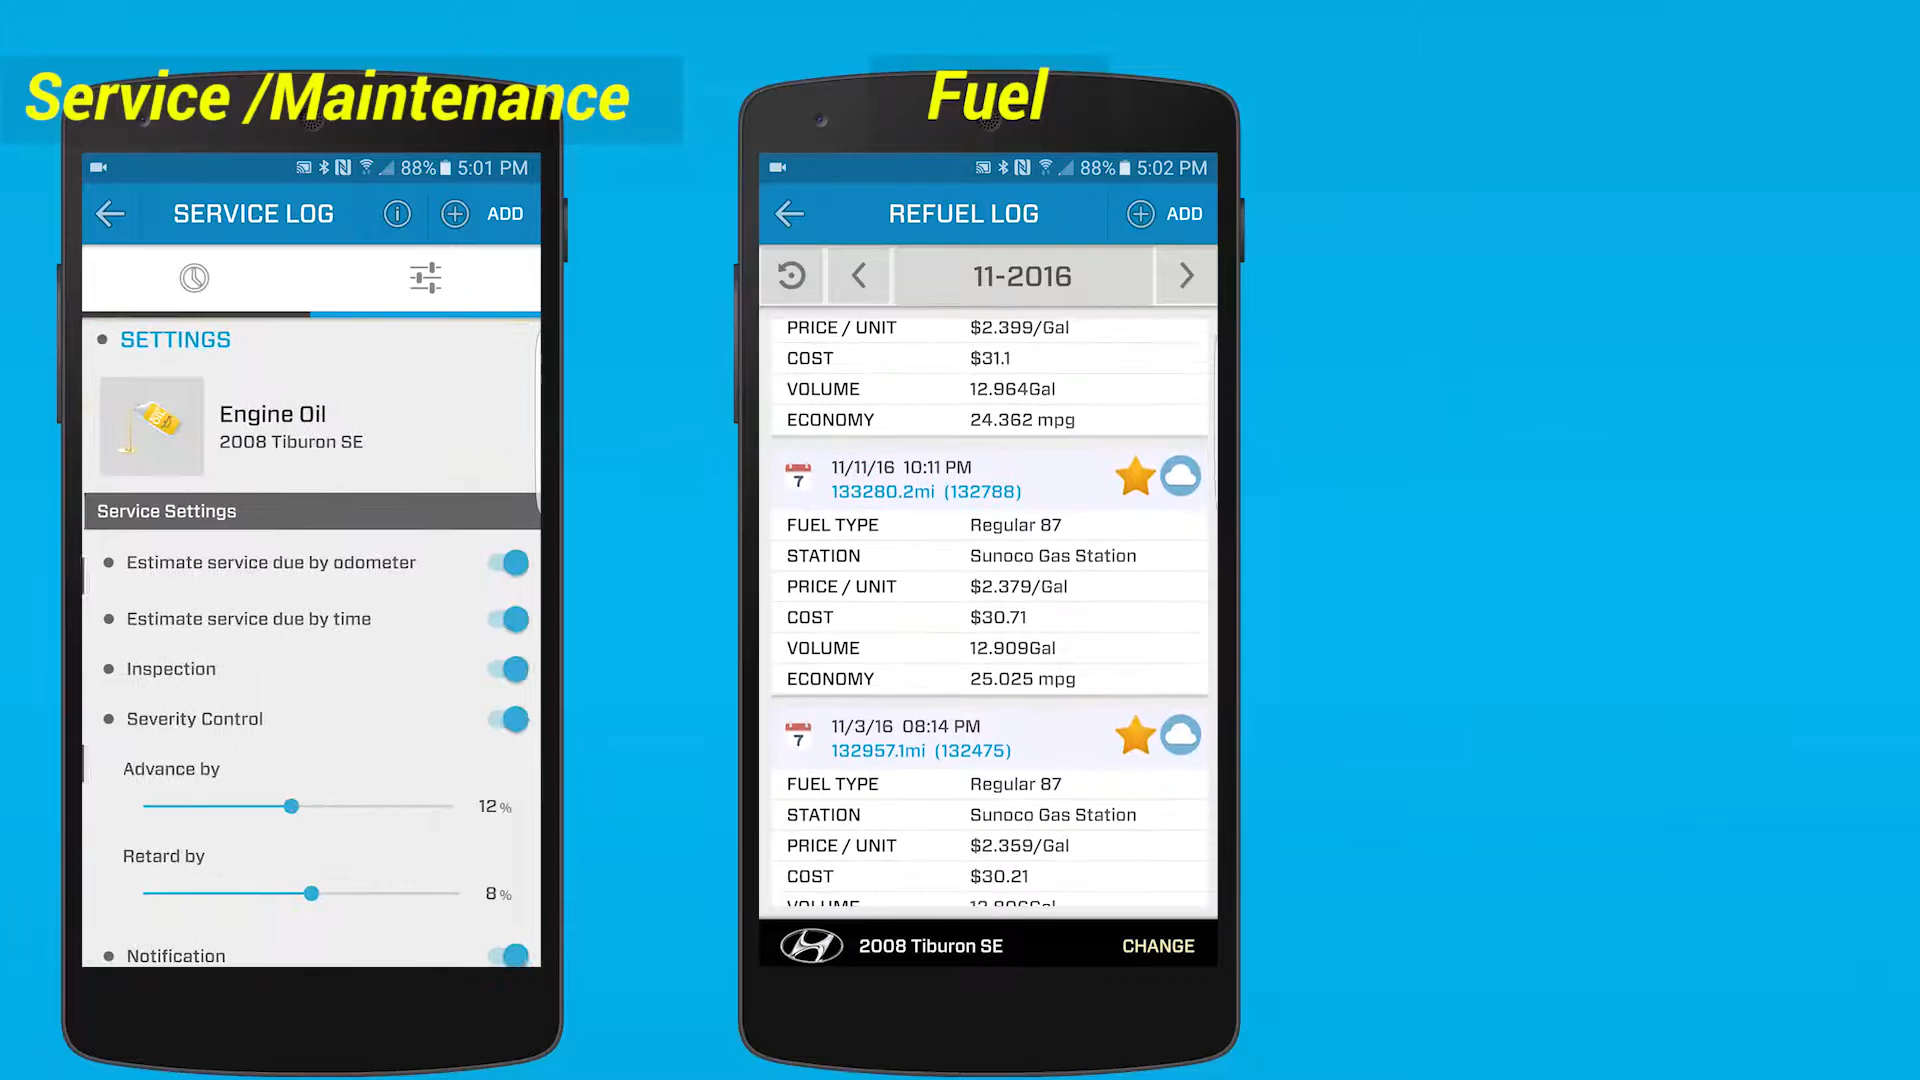 Service /Maintenance
88% 5:01 PM
SERVICE LOG
ADD
SETTINGS
Engine Oil
2008 Tiburon SE
Service Settings
Estimate service due by odometer
Estimate service due by time
Inspection
Severity Control
Advance by
12 %
Retard by
8 %
Notification
Fuel
88% 5:02 PM
REFUEL LOG
ADD
11-2016
PRICE / UNIT $2.399/Gal
COST $31.1
VOLUME 12.964Gal
ECONOMY 24.362 mpg
7
11/11/16 10:11 PM
133280.2mi (132788)
FUEL TYPE Regular 87
STATION Sunoco Gas Station
PRICE / UNIT $2.379/Gal
COST $30.71
VOLUME 12.909Gal
ECONOMY 25.025 mpg
7
11/3/16 08:14 PM
132957.1mi (132475)
FUEL TYPE Regular 87
STATION Sunoco Gas Station
PRICE / UNIT $2.359/Gal
COST $30.21
VOLUME
2008 Tiburon SE
CHANGE